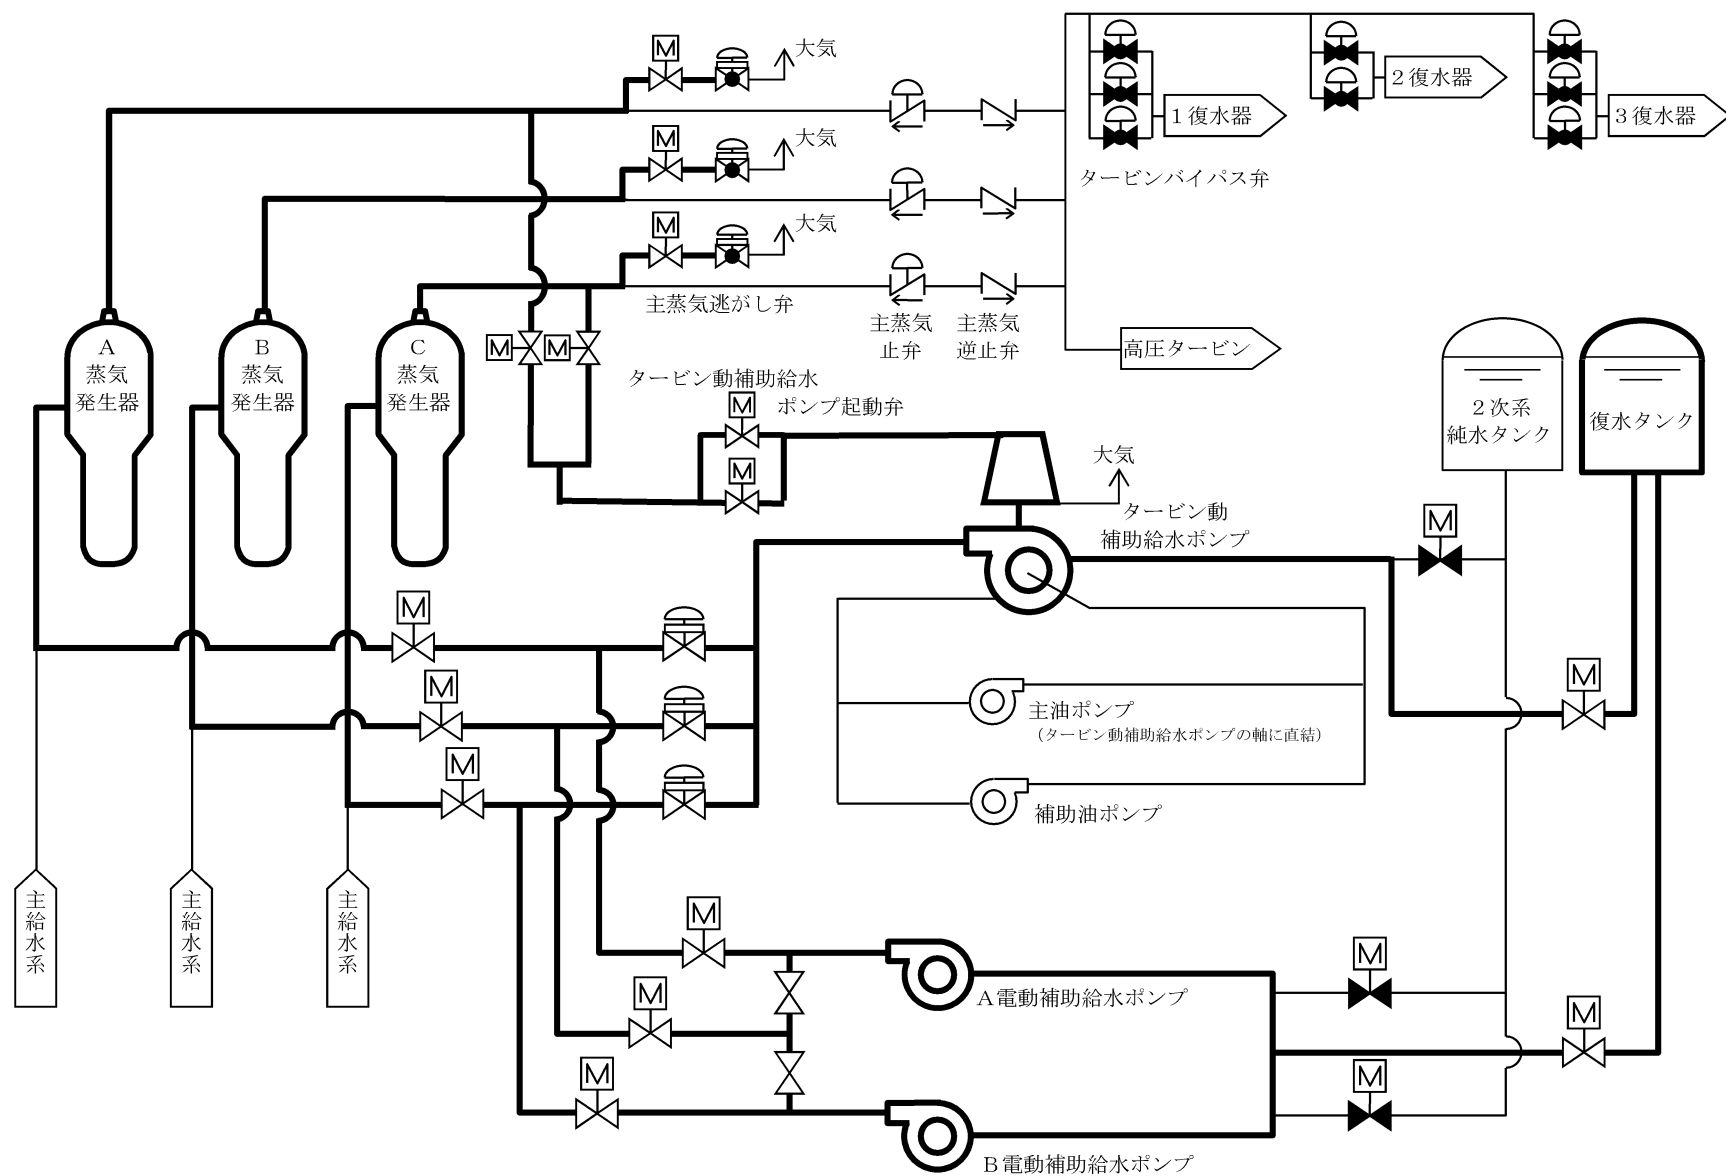 M
大気
M
大気
M
大気
主蒸気逃がし弁
主蒸気
止弁
主蒸気
逆止弁
1復水器
2復水器
3復水器
タービンバイパス弁
高圧タービン
A
蒸気
発生器
B
蒸気
発生器
C
蒸気
発生器
M
M
タービン動補助給水
ポンプ起動弁
M
M
大気
タービン動
補助給水ポンプ
2次系
純水タンク
復水タンク
M
M
M
M
M
主油ポンプ
(タービン動補助給水ポンプの軸に直結)
補助油ポンプ
主給水系
主給水系
主給水系
M
M
M
A電動補助給水ポンプ
B電動補助給水ポンプ
M
M
M